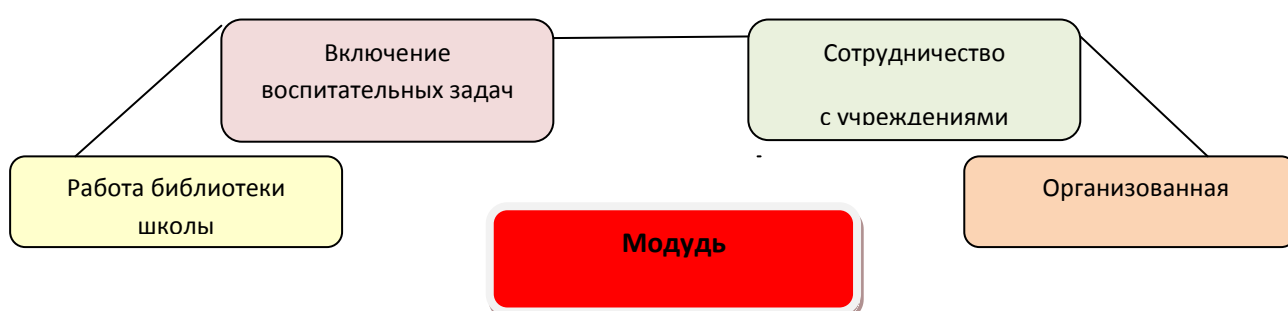 Включение
воспитательных задач
Сотрудничество
с учреждениями
Работа библиотеки
школы
Организованная
Модудь